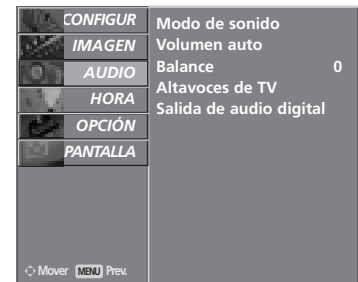 CONFIGUR
IMAGEN
AUDIO
HORA
OPCIÓN
PANTALLA
Mover MENU Prev.
Modo de sonido
Volumen auto
Balance 0
Altavoces de TV
Salida de audio digital